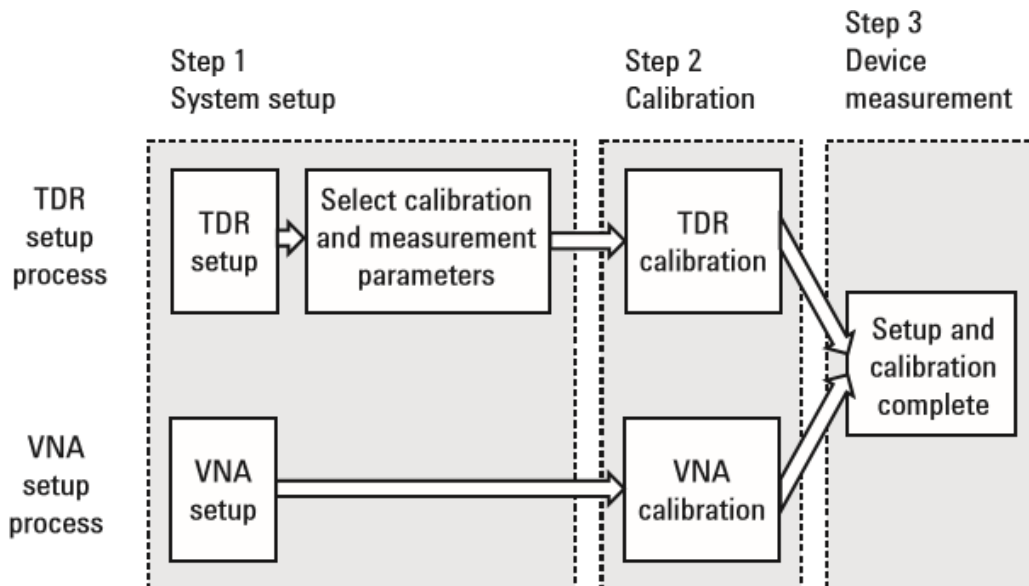 Step 1
System setup
Step 2
Calibration
Step 3
Device
measurement
TDR
setup
process
TDR
setup
Select calibration
and measurement
parameters
TDR
calibration
Setup and
calibration
complete
VNA
setup
process
VNA
setup
VNA
calibration